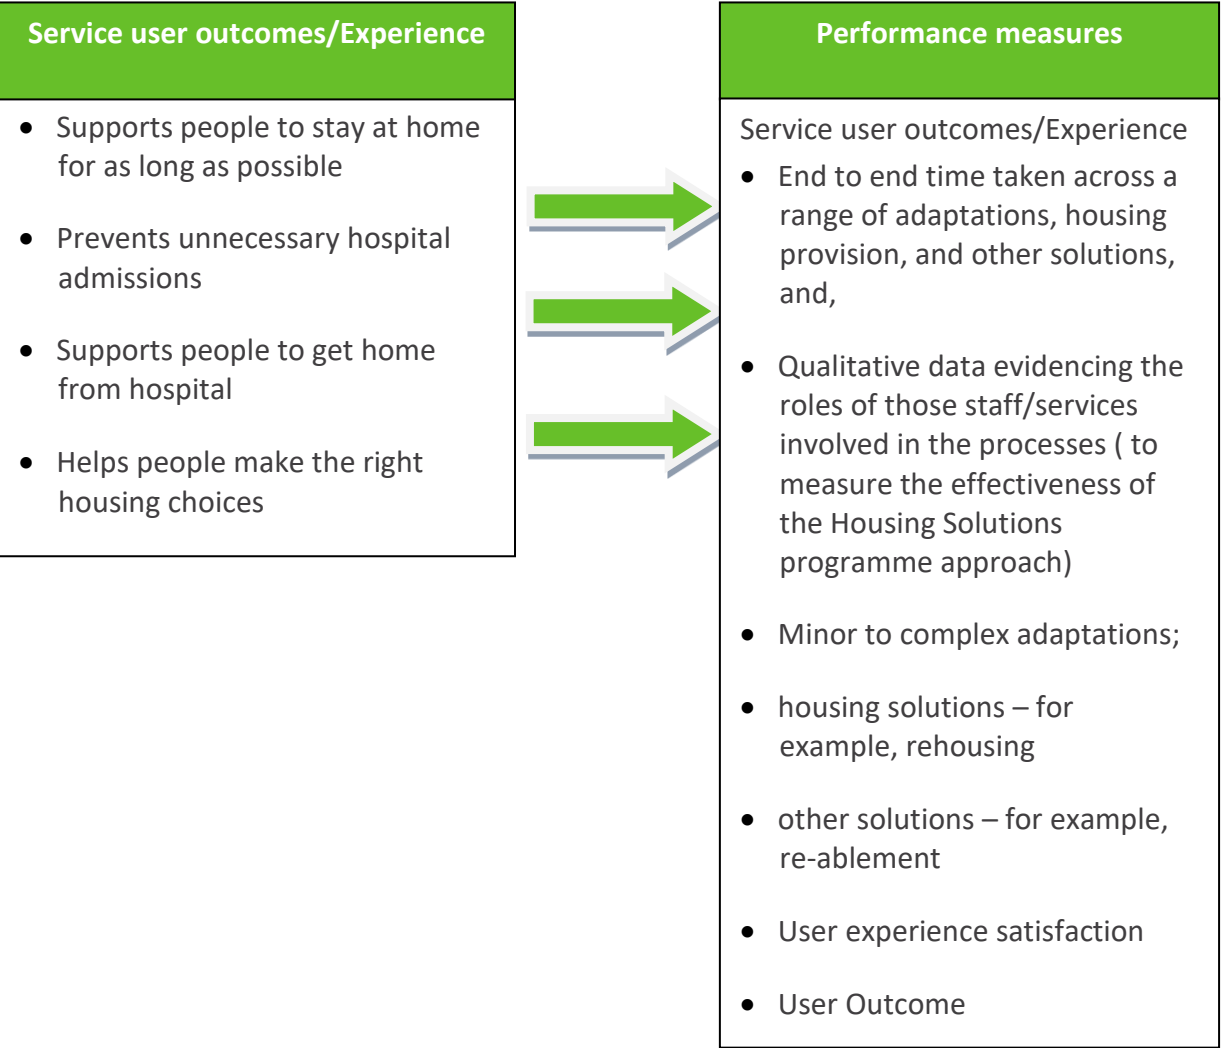 Service user outcomes/Experience
• Supports people to stay at home
for as long as possible
• Prevents unnecessary hospital
admissions
• Supports people to get home
from hospital
• Helps people make the right
housing choices
Performance measures
Service user outcomes/Experience
• End to end time taken across a
range of adaptations, housing
provision, and other solutions,
and,
• Qualitative data evidencing the
roles of those staff/services
involved in the processes ( to
measure the effectiveness of
the Housing Solutions
programme approach)
• Minor to complex adaptations;
• housing solutions – for
example, rehousing
• other solutions – for example,
re-ablement
• User experience satisfaction
• User Outcome